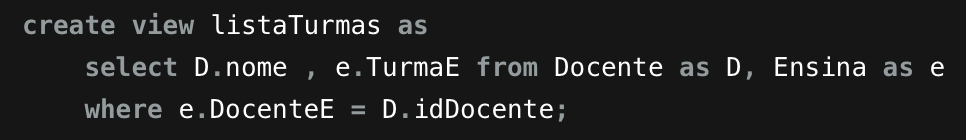 create view listaTurmas as
select D.nome , e.TurmaE from Docente as D, Ensina as e
where e.DocenteE = D.idDocente;